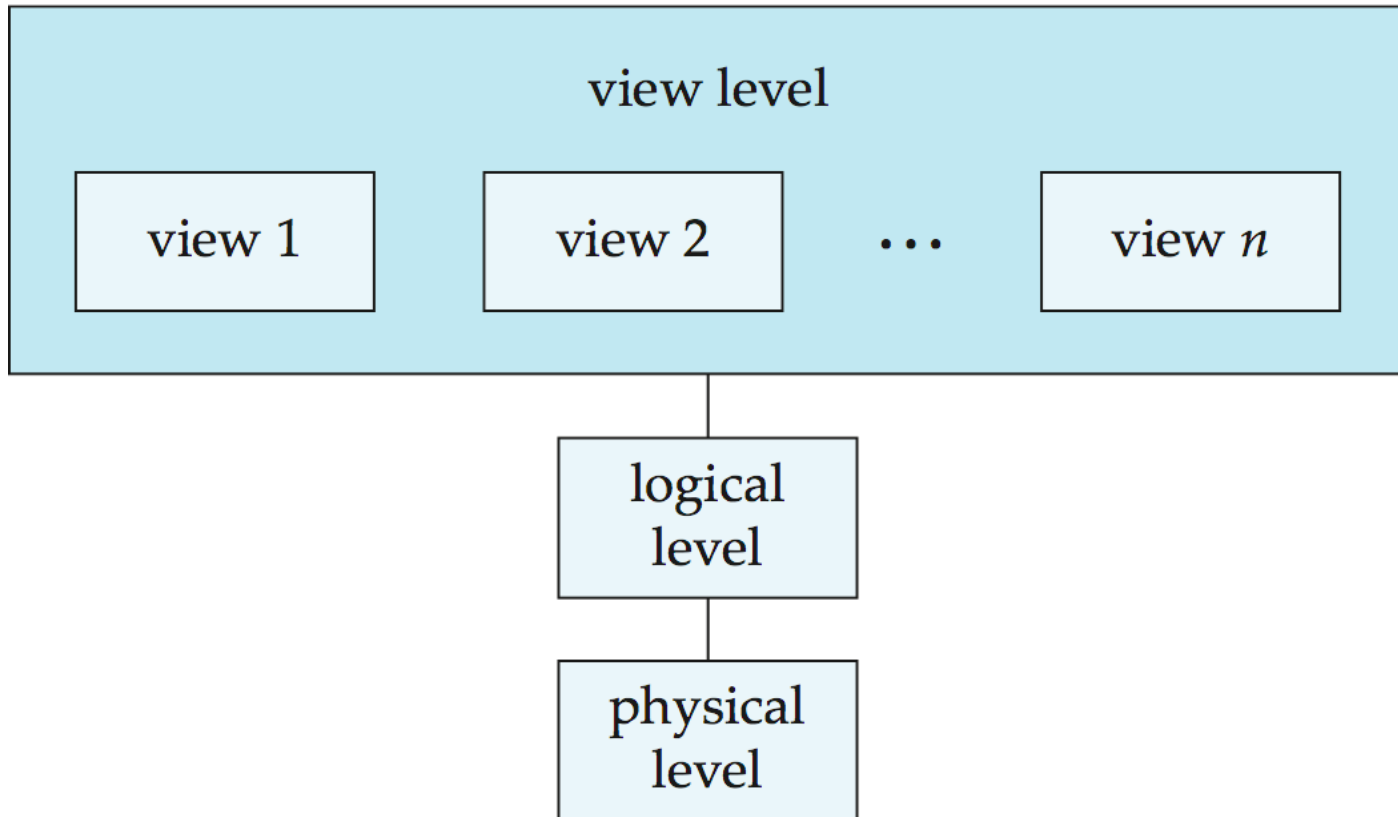 view level
view 1
view 2
...
view n
logical
level
physical
level